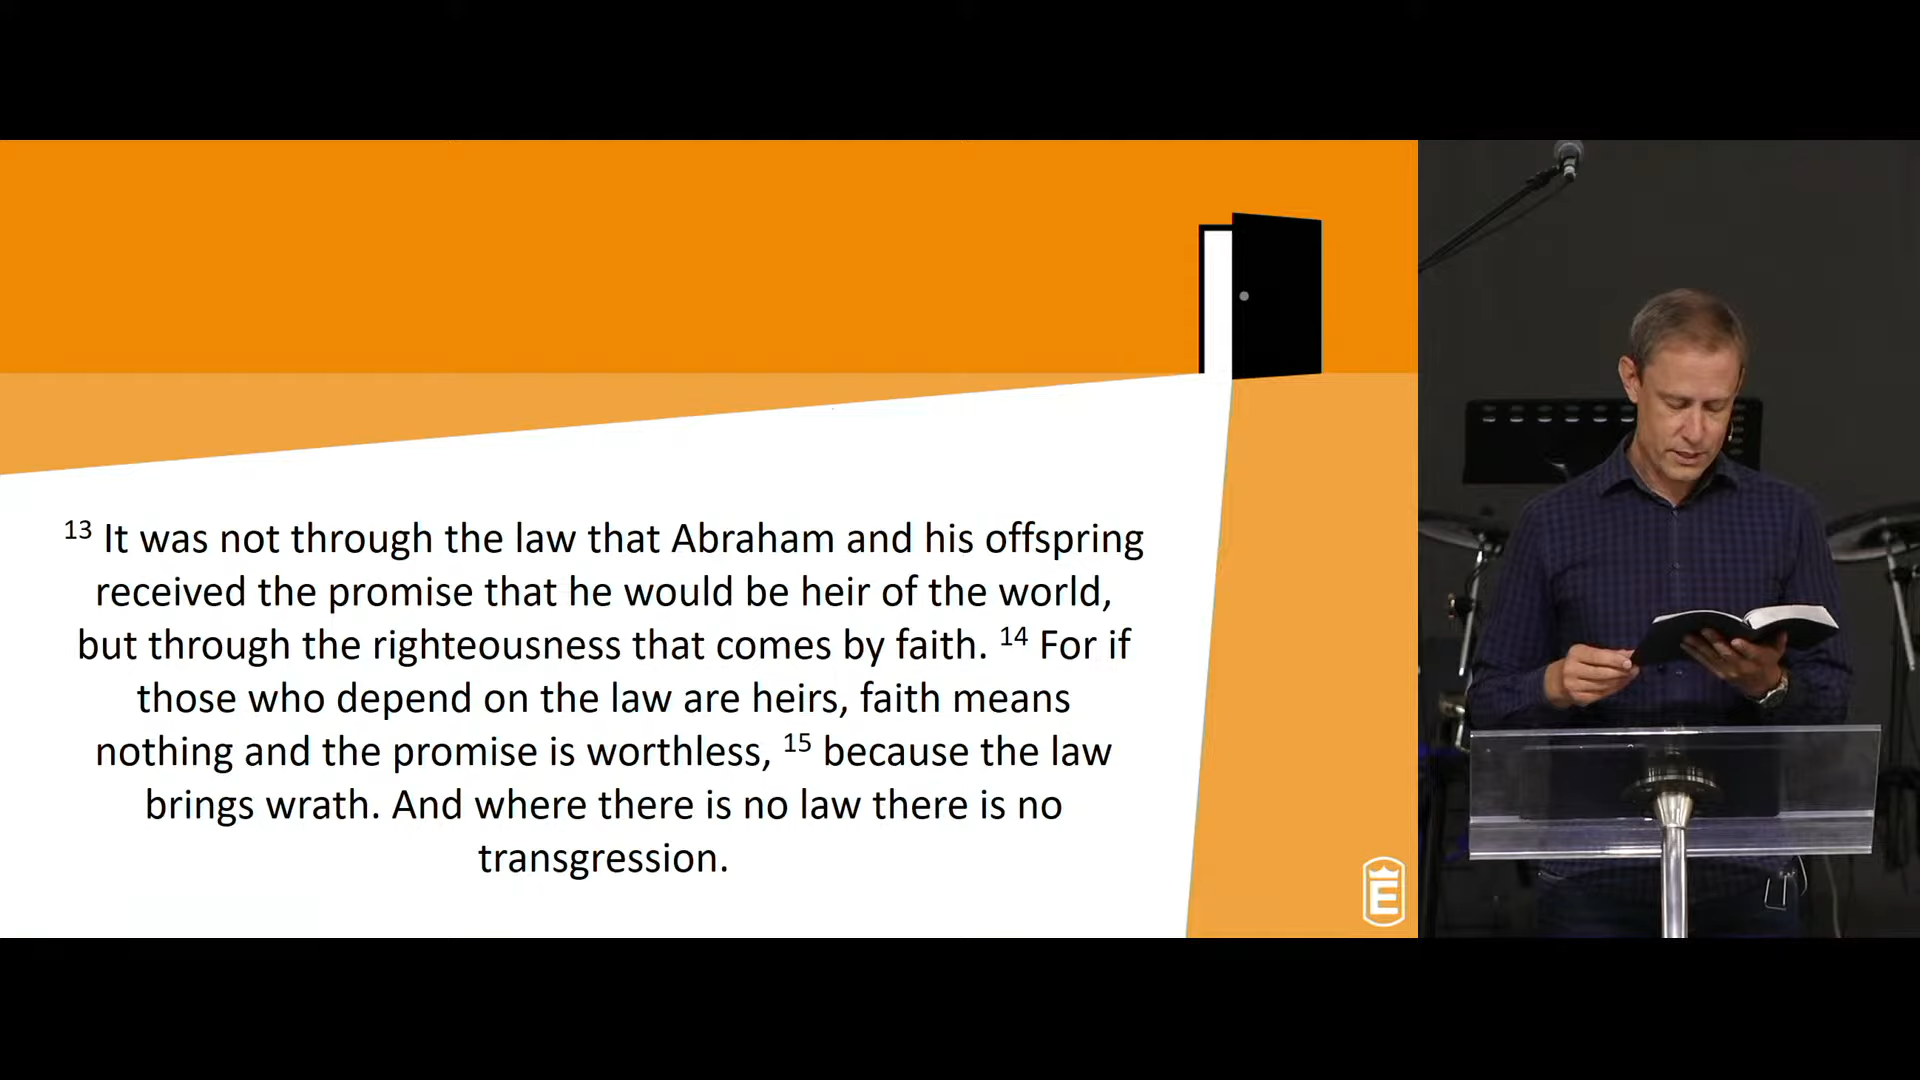 13 It was not through the law that Abraham and his offspring
received the promise that he would be heir of the world,
but through the righteousness that comes by faith. 14 For if
those who depend on the law are heirs, faith means
nothing and the promise is worthless, 15 because the law
brings wrath. And where there is no law there is no
transgression.
E